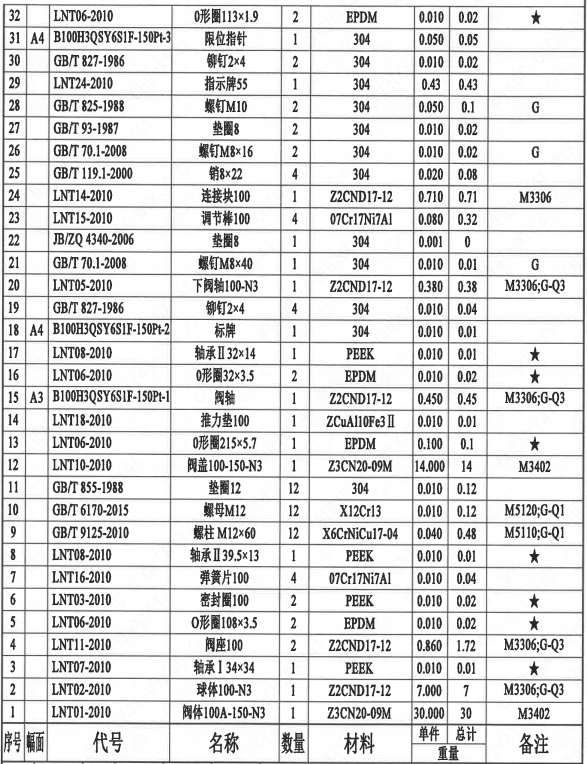 32 LNT06-2010 O形圈113×1.9 2 EPDM 0.010 0.02 ★
31 A4 B100H3QSY6S1F-150Pt-3 限位指针 1 304 0.050 0.05
30 GB/T 827-1986 铆钉2×4 2 304 0.010 0.02
29 LNT24-2010 指示牌55 1 304 0.43 0.43
28 GB/T 825-1988 螺钉M10 2 304 0.050 0.1 G
27 GB/T 93-1987 垫圈8 2 304 0.010 0.02
26 GB/T 70.1-2008 螺钉M8×16 2 304 0.010 0.02 G
25 GB/T 119.1-2000 销8×22 4 304 0.020 0.08
24 LNT14-2010 连接块100 1 Z2CND17-12 0.710 0.71 M3306
23 LNT15-2010 调节棒100 4 07Cr17Ni7Al 0.080 0.32
22 JB/ZQ 4340-2006 垫圈8 1 304 0.001 0
21 GB/T 70.1-2008 螺钉M8×40 1 304 0.010 0.01 G
20 LNT05-2010 下阀轴100-N3 1 Z2CND17-12 0.380 0.38 M3306;G-Q3
19 GB/T 827-1986 铆钉2×4 4 304 0.010 0.04
18 A4 B100H3QSY6S1F-150Pt-2 标牌 1 304 0.010 0.01
17 LNT08-2010 轴承Ⅱ32×14 1 PEEK 0.010 0.01 ★
16 LNT06-2010 O形圈32×3.5 2 EPDM 0.010 0.02 ★
15 A3 B100H3QSY6S1F-150Pt-1 阀轴 1 Z2CND17-12 0.450 0.45 M3306;G-Q3
14 LNT18-2010 推力垫100 1 ZCuAl10Fe3Ⅱ 0.010 0.01
13 LNT06-2010 O形圈215×5.7 1 EPDM 0.100 0.1 ★
12 LNT10-2010 阀盖100-150-N3 1 Z3CN20-09M 14.000 14 M3402
11 GB/T 855-1988 垫圈12 12 304 0.010 0.12
10 GB/T 6170-2015 螺母M12 12 X12Cr13 0.010 0.12 M5120;G-Q1
9 GB/T 9125-2010 螺柱 M12×60 12 X6CrNiCu17-04 0.040 0.48 M5110;G-Q1
8 LNT08-2010 轴承Ⅱ39.5×13 1 PEEK 0.010 0.01 ★
7 LNT16-2010 弹簧片100 4 07Cr17Ni7Al 0.010 0.04
6 LNT03-2010 密封圈100 2 PEEK 0.010 0.02 ★
5 LNT06-2010 O形圈108×3.5 2 EPDM 0.010 0.02 ★
4 LNT11-2010 阀座100 2 Z2CND17-12 0.860 1.72 M3306;G-Q3
3 LNT07-2010 轴承Ⅰ34×34 1 PEEK 0.010 0.01 ★
2 LNT02-2010 球体100-N3 1 Z2CND17-12 7.000 7 M3306;G-Q3
1 LNT01-2010 阀体100A-150-N3 1 Z3CN20-09M 30.000 30 M3402
序号 幅面 代号 名称 数量 材料 单件 总计 备注
重量